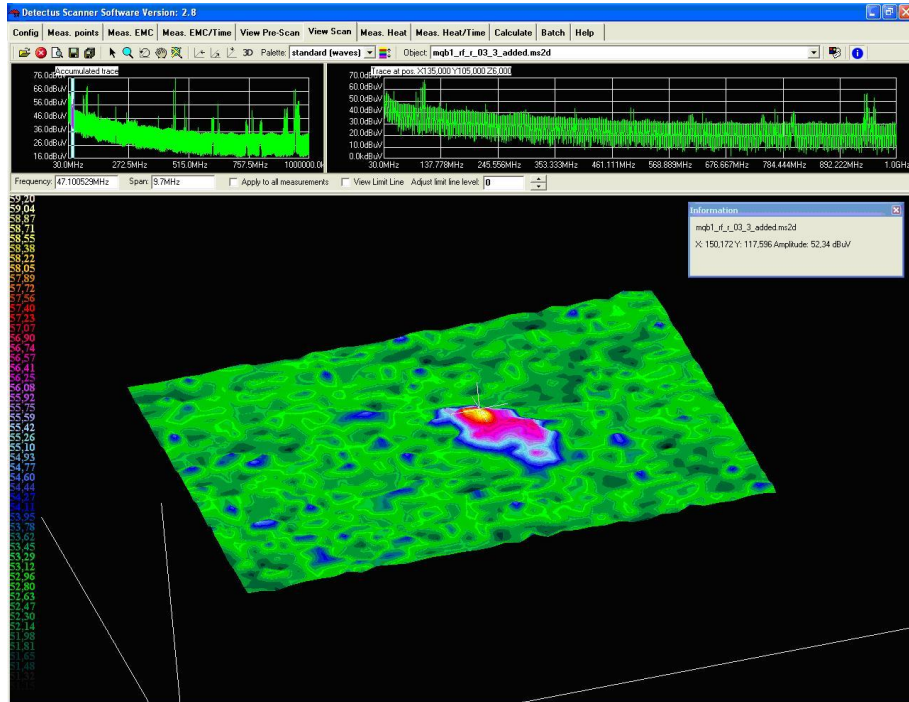 Detectus Scanner Software Version: 2.8
Config Meas. points Meas. EMC Meas. EMC/Time View Pre-Scan View Scan Meas. Heat Meas. Heat/Time Calculate Batch Help
3D Palette: standard (waves) Object: mqb1_rf_r_03_3_added.ms2d
Accumulated trace
76.0dBuV
66.0dBuV
56.0dBuV
46.0dBuV
36.0dBuV
26.0dBuV
16.0dBuV
30.0MHz 272.5MHz 515.0MHz 757.5MHz 1000000.0k
Trace at pos. X135,000 Y105,000 Z6,000
70.0dBuV
60.0dBuV
50.0dBuV
40.0dBuV
30.0dBuV
20.0dBuV
10.0dBuV
0.0kdBuV
30.0MHz 137.778MHz 245.556MHz 353.333MHz 461.111MHz 568.889MHz 676.667MHz 784.444MHz 892.222MHz 1.0GHz
Frequency: 47.100529MHz Span: 9.7MHz Apply to all measurements View Limit Line Adjust limit line level: 0
59,20
59,04
58,87
58,71
58,55
58,38
58,22
58,05
57,89
57,72
57,56
57,40
57,23
57,07
56,90
56,74
56,57
56,41
56,25
56,08
55,92
55,75
55,59
55,42
55,26
55,10
54,93
54,77
54,60
54,44
54,27
54,11
53,95
53,78
53,62
53,45
53,29
53,12
52,96
52,80
52,63
52,47
52,30
52,14
51,98
51,81
51,65
51,48
Information
mqb1_rf_r_03_3_added.ms2d
X: 150,172 Y: 117,596 Amplitude: 52,34 dBuV